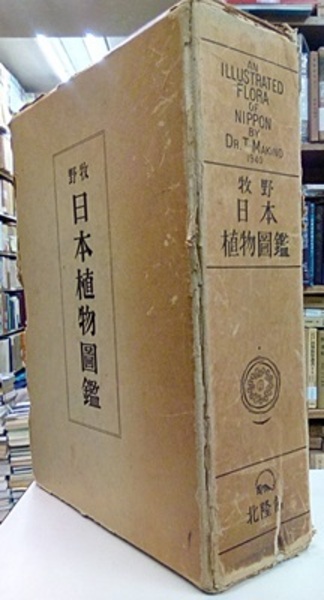 牧野
日本植物圖鑑
AN
ILLUSTRATED
FLORA
OF
NIPPON
BY
DR. T. MAKINO
1940
牧野
日本
植物圖鑑
北隆